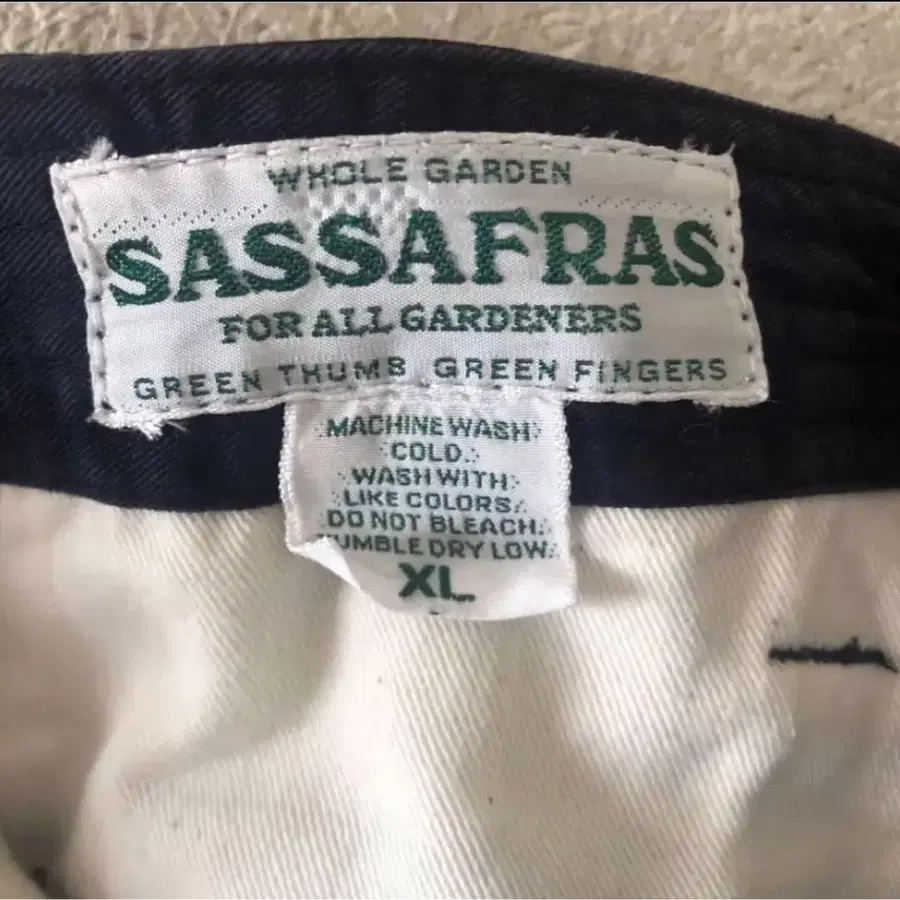 WHOLE GARDEN
SASSAFRAS
FOR ALL GARDENERS
GREEN THUMB GREEN FINGERS
MACHINE WASH
COLD.
WASH WITH
LIKE COLORS.
DO NOT BLEACH.
TUMBLE DRY LOW.
XL